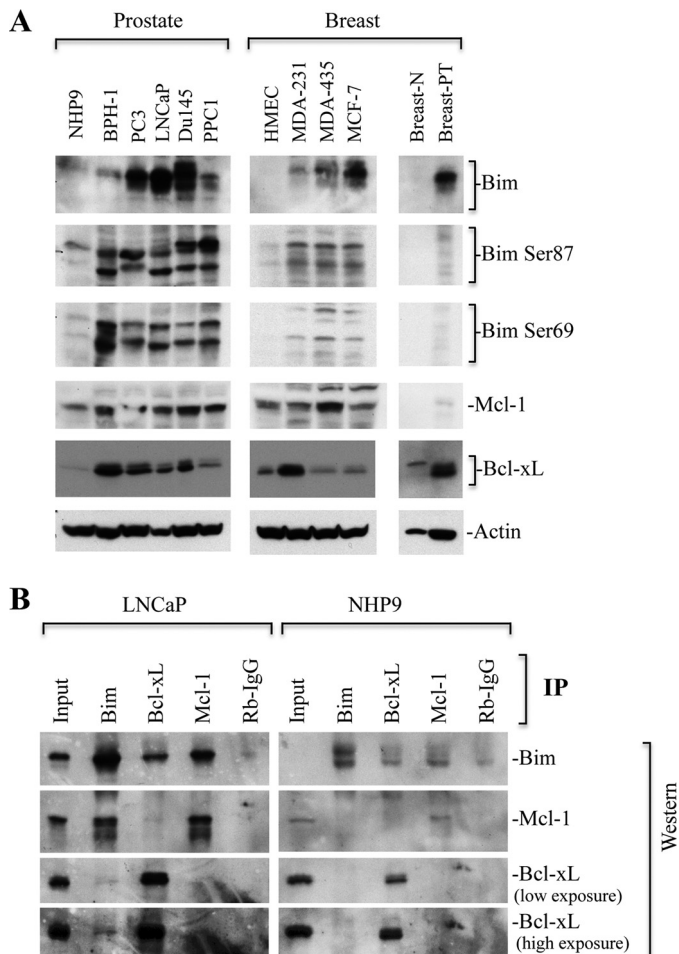 A
Prostate
Breast
NHP9
BPH-1
PC3
LNCaP
Du145
PPC1
HMEC
MDA-231
MDA-435
MCF-7
Breast-N
Breast-PT
-Bim
-Bim Ser87
-Bim Ser69
-Mcl-1
-Bcl-xL
-Actin
B
LNCaP
NHP9
Input
Bim
Bcl-xL
Mcl-1
Rb-IgG
Input
Bim
Bcl-xL
Mcl-1
Rb-IgG
IP
-Bim
-Mcl-1
-Bcl-xL
(low exposure)
-Bcl-xL
(high exposure)
Western